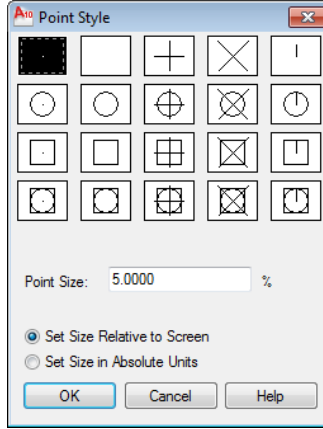 A10 Point Style
Point Size: 5.0000 %
Set Size Relative to Screen
Set Size in Absolute Units
OK Cancel Help